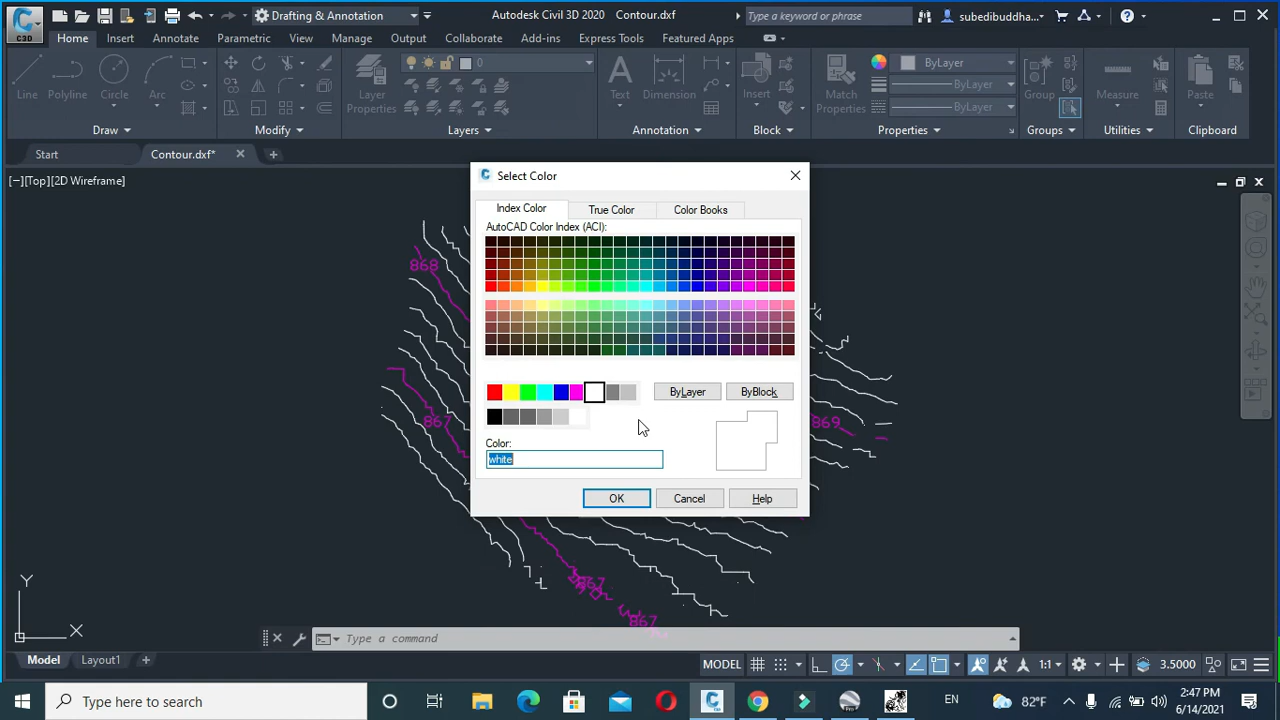 Autodesk Civil 3D 2020 Contour.dxf
Drafting & Annotation
Type a keyword or phrase
subedibuddha...
C3D
Home Insert Annotate Parametric View Manage Output Collaborate Add-ins Express Tools Featured Apps
0
ByLayer
ByLayer
ByLayer
Line Polyline Circle Arc
Layer Properties
Text Dimension
Insert
Match Properties
Group
Measure
Paste
Draw Modify Layers Annotation Block Properties Groups Utilities Clipboard
Start Contour.dxf*
[−][Top][2D Wireframe]
Select Color
Index Color True Color Color Books
AutoCAD Color Index (ACI):
ByLayer ByBlock
Color:
white
OK Cancel Help
868
867
869
867
867
Y
X
Type a command
Model Layout1
MODEL 1:1 3.5000
Type here to search
EN 82°F
2:47 PM
6/14/2021